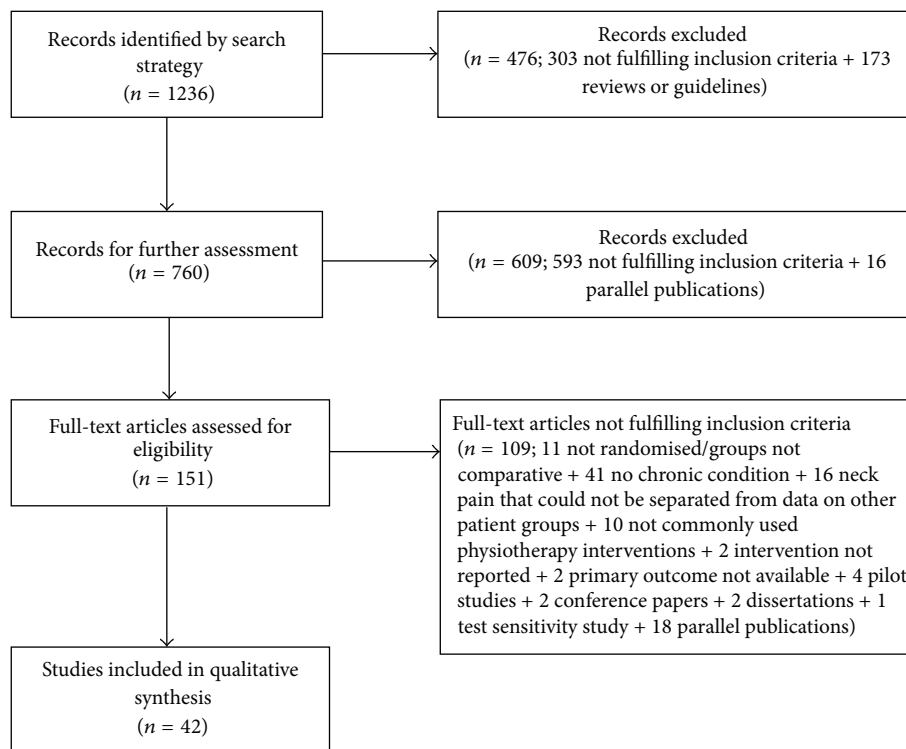 Records identified by search
strategy
(n = 1236)
Records excluded
(n = 476; 303 not fulfilling inclusion criteria + 173
reviews or guidelines)
Records for further assessment
(n = 760)
Records excluded
(n = 609; 593 not fulfilling inclusion criteria + 16
parallel publications)
Full-text articles assessed for
eligibility
(n = 151)
Full-text articles not fulfilling inclusion criteria
(n = 109; 11 not randomised/groups not
comparative + 41 no chronic condition + 16 neck
pain that could not be separated from data on other
patient groups + 10 not commonly used
physiotherapy interventions + 2 intervention not
reported + 2 primary outcome not available + 4 pilot
studies + 2 conference papers + 2 dissertations + 1
test sensitivity study + 18 parallel publications)
Studies included in qualitative
synthesis
(n = 42)